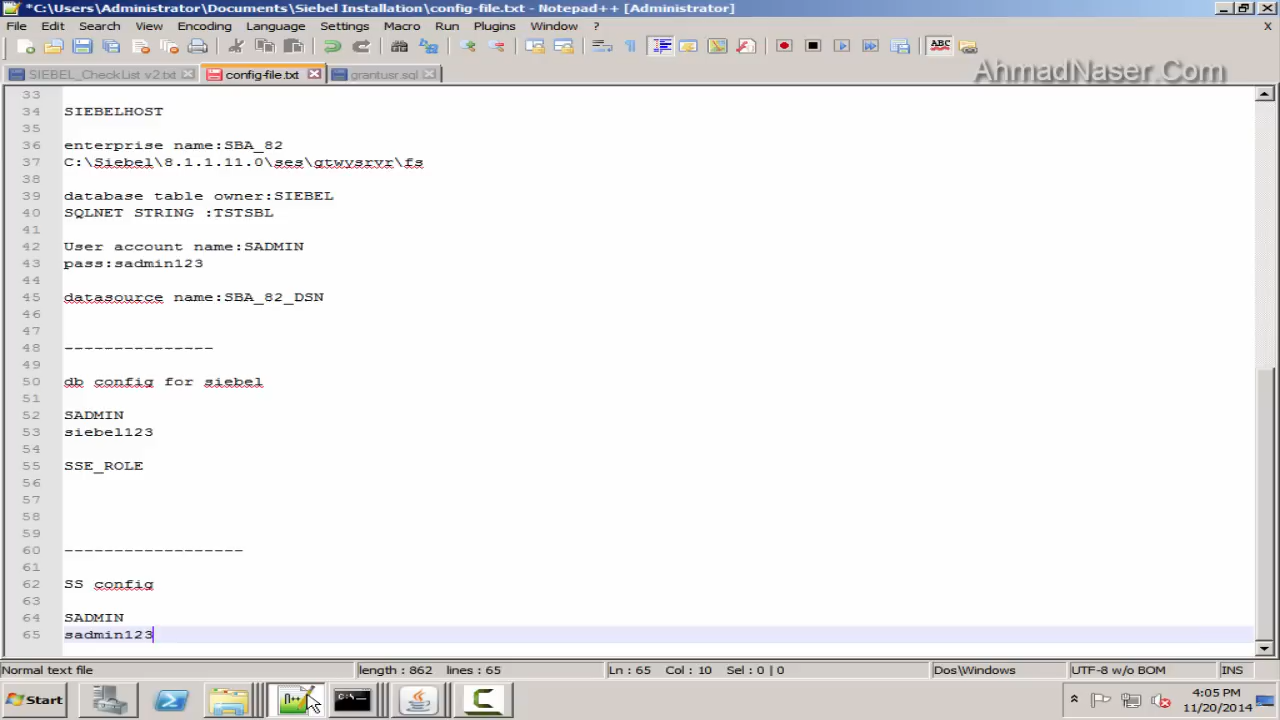 *C:\Users\Administrator\Documents\Siebel Installation\config-file.txt - Notepad++ [Administrator]
File Edit Search View Encoding Language Settings Macro Run Plugins Window ? X
ABC
SIEBEL_CheckList v2.txt config-file.txt grantusr.sql
AhmadNaser.Com
33
34 SIEBELHOST
35
36 enterprise name:SBA_82
37 C:\Siebel\8.1.1.11.0\ses\gtwysrvr\fs
38
39 database table owner:SIEBEL
40 SQLNET STRING :TSTSBL
41
42 User account name:SADMIN
43 pass:sadmin123
44
45 datasource name:SBA_82_DSN
46
47
48 ---------------
49
50 db config for siebel
51
52 SADMIN
53 siebel123
54
55 SSE_ROLE
56
57
58
59
60 ------------------
61
62 SS config
63
64 SADMIN
65 sadmin123
Normal text file length : 862 lines : 65 Ln : 65 Col : 10 Sel : 0 | 0 Dos\Windows UTF-8 w/o BOM INS
Start 4:05 PM
11/20/2014